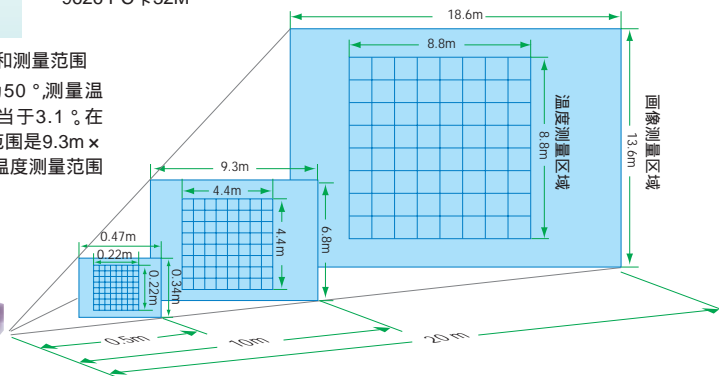 和测量范围
50 °,测量温
当于3.1 °。在
范围是9.3m ×
温度测量范围
18.6m
8.8m
8.8m
温度测量区域
13.6m
画像测量区域
9.3m
4.4m
4.4m
6.8m
0.47m
0.22m
0.22m
0.34m
0.5m
10m
20 m